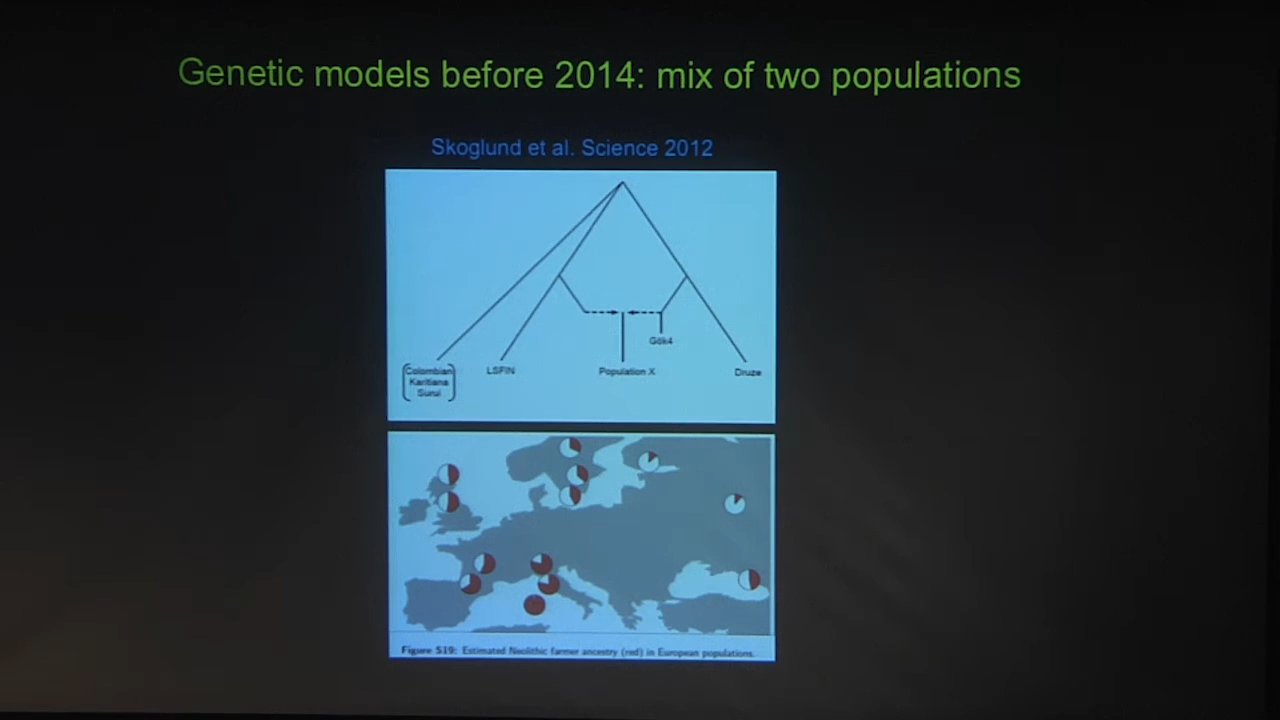 Genetic models before 2014: mix of two populations
Skoglund et al. Science 2012
Gök4
Colombian
Karitiana
Surui
LSFIN
Population X
Druze
Figure S19: Estimated Neolithic farmer ancestry (red) in European populations.